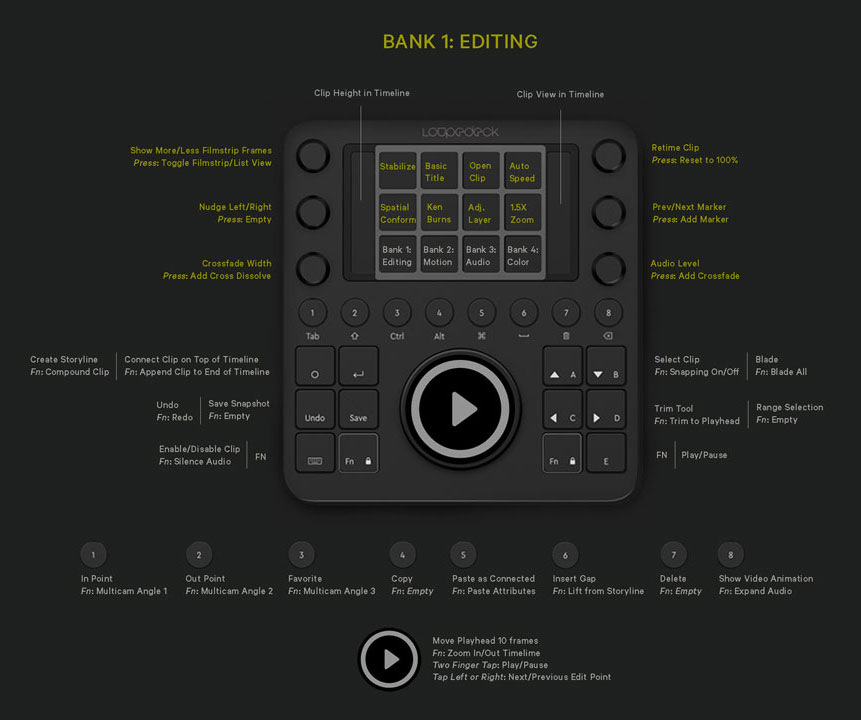 BANK 1: EDITING
Clip Height in Timeline
Clip View in Timeline
Loopedeck
Show More/Less Filmstrip Frames
Press: Toggle Filmstrip/List View
Nudge Left/Right
Press: Empty
Crossfade Width
Press: Add Cross Dissolve
Stabilize
Basic
Title
Open
Clip
Auto
Speed
Spatial
Conform
Ken
Burns
Adj.
Layer
1.5X
Zoom
Bank 1:
Editing
Bank 2:
Motion
Bank 3:
Audio
Bank 4:
Color
Retime Clip
Press: Reset to 100%
Prev/Next Marker
Press: Add Marker
Audio Level
Press: Add Crossfade
1 2 3 4 5 6 7 8
Tab Ctrl Alt ⌘
Create Storyline
Fn: Compound Clip
Connect Clip on Top of Timeline
Fn: Append Clip to End of Timeline
Undo
Fn: Redo
Save Snapshot
Fn: Empty
Enable/Disable Clip
Fn: Silence Audio
FN
Undo
Save
Fn
A
B
C
D
Fn
E
Select Clip
Fn: Snapping On/Off
Blade
Fn: Blade All
Trim Tool
Fn: Trim to Playhead
Range Selection
Fn: Empty
FN
Play/Pause
1
In Point
Fn: Multicam Angle 1
2
Out Point
Fn: Multicam Angle 2
3
Favorite
Fn: Multicam Angle 3
4
Copy
Fn: Empty
5
Paste as Connected
Fn: Paste Attributes
6
Insert Gap
Fn: Lift from Storyline
7
Delete
Fn: Empty
8
Show Video Animation
Fn: Expand Audio
Move Playhead 10 frames
Fn: Zoom In/Out Timelime
Two Finger Tap: Play/Pause
Tap Left or Right: Next/Previous Edit Point